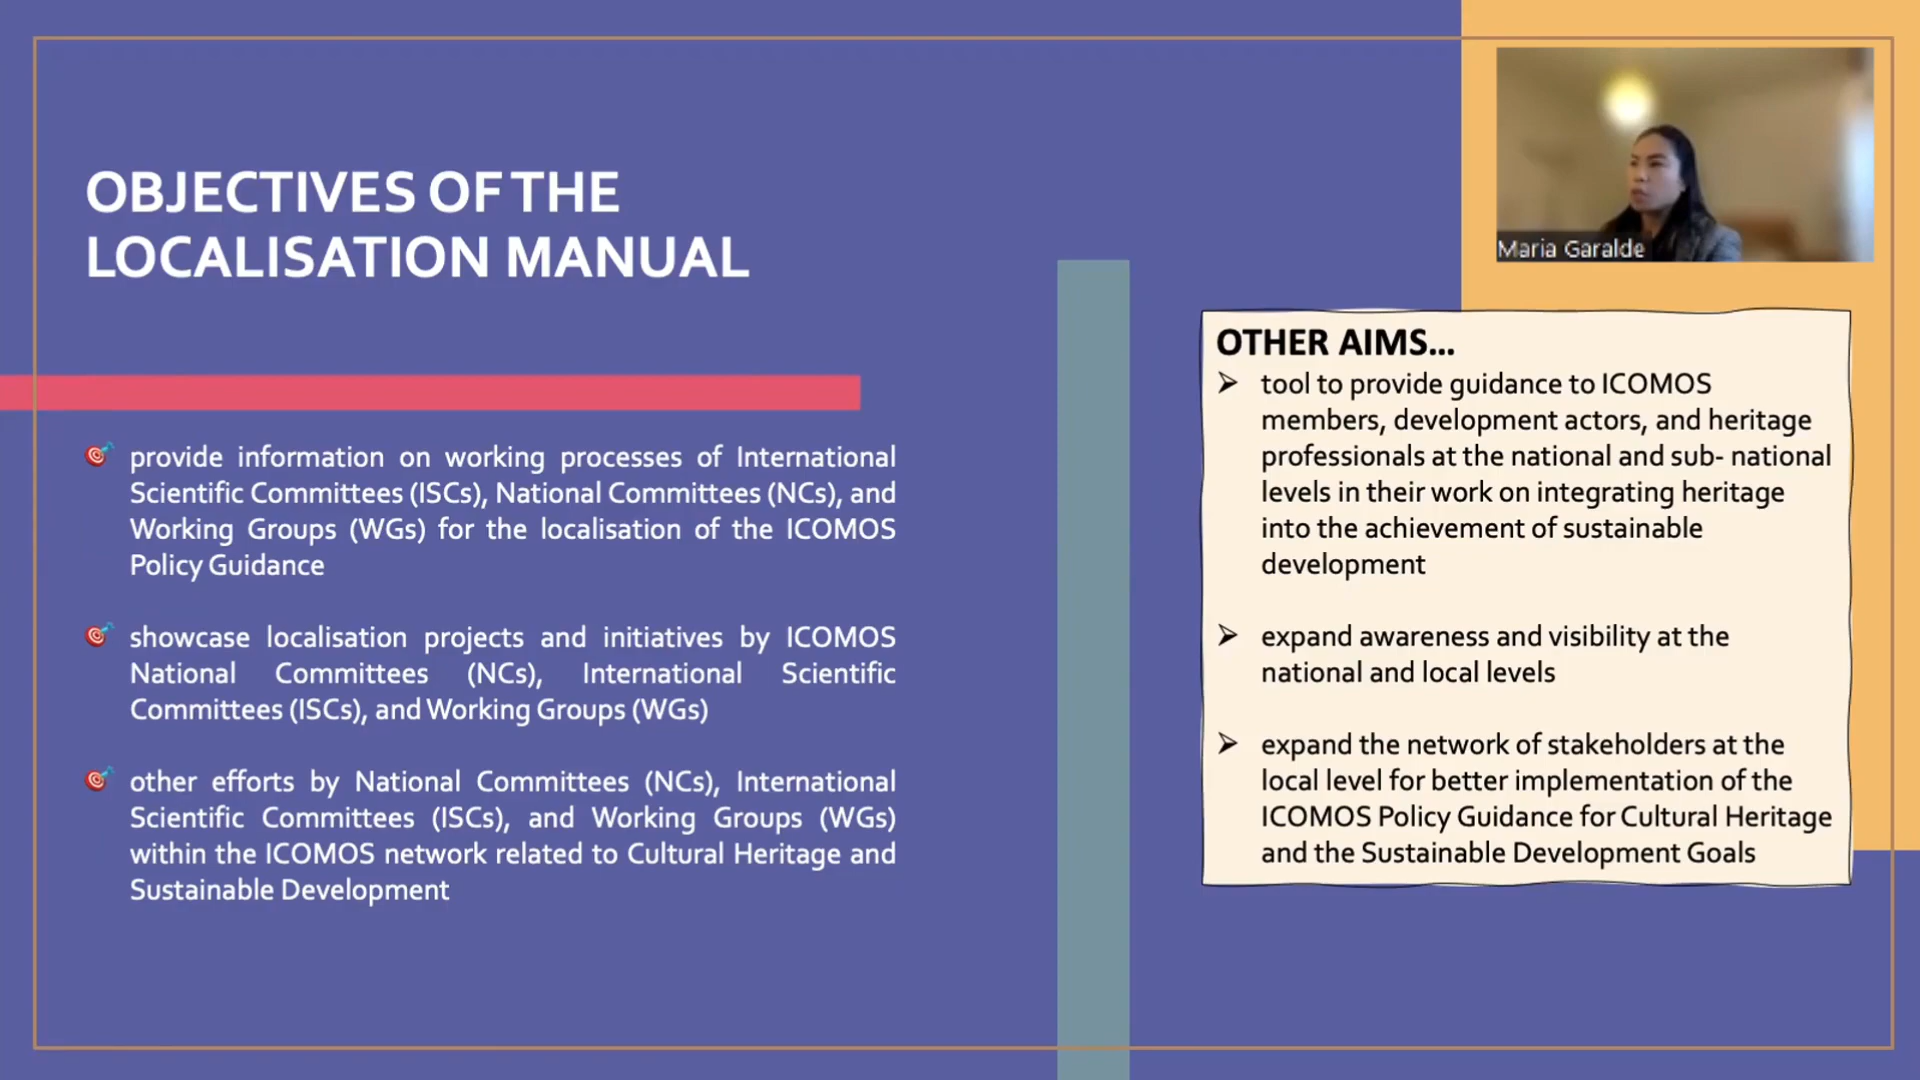 OBJECTIVES OF THE
LOCALISATION MANUAL
provide information on working processes of International
Scientific Committees (ISCs), National Committees (NCs), and
Working Groups (WGs) for the localisation of the ICOMOS
Policy Guidance
showcase localisation projects and initiatives by ICOMOS
National Committees (NCs), International Scientific
Committees (ISCs), and Working Groups (WGs)
other efforts by National Committees (NCs), International
Scientific Committees (ISCs), and Working Groups (WGs)
within the ICOMOS network related to Cultural Heritage and
Sustainable Development
Maria Garalde
OTHER AIMS...
tool to provide guidance to ICOMOS
members, development actors, and heritage
professionals at the national and sub- national
levels in their work on integrating heritage
into the achievement of sustainable
development
expand awareness and visibility at the
national and local levels
expand the network of stakeholders at the
local level for better implementation of the
ICOMOS Policy Guidance for Cultural Heritage
and the Sustainable Development Goals